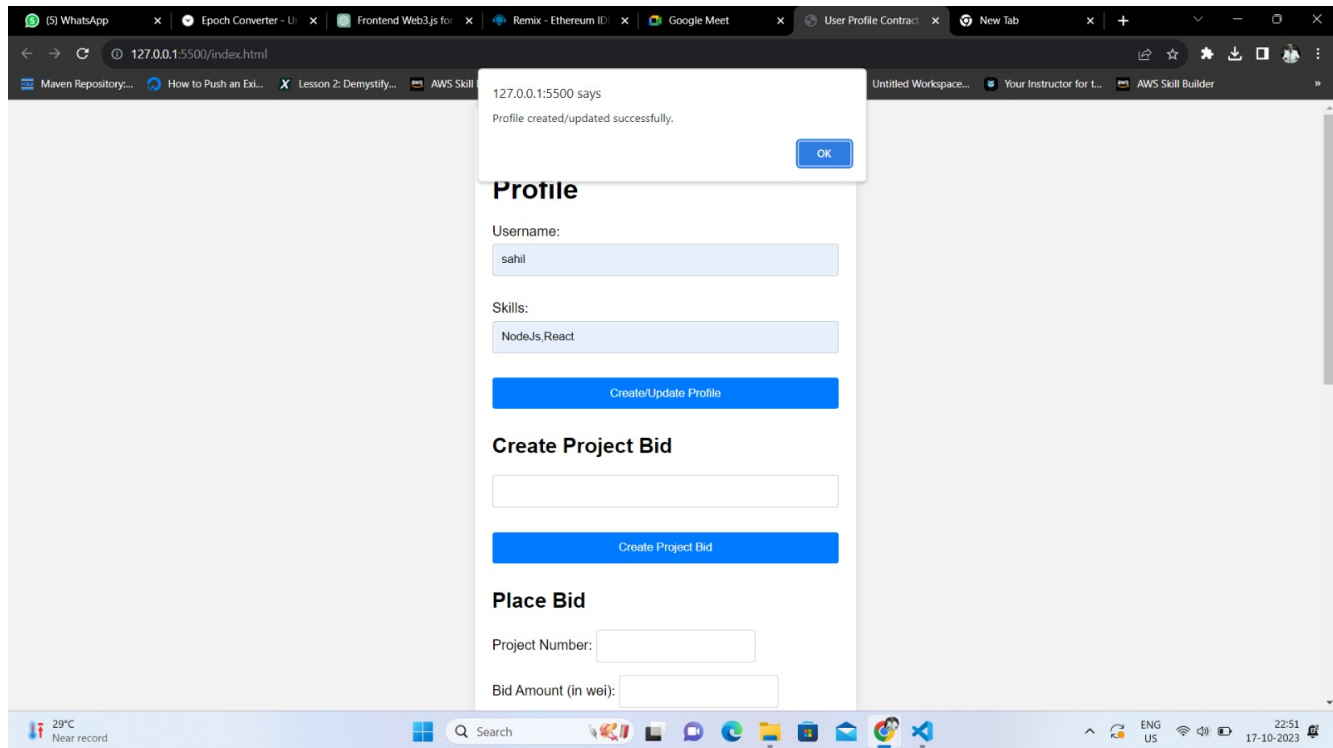 (5) WhatsApp
Epoch Converter - Un
Frontend Web3.js for
Remix - Ethereum IDE
Google Meet
User Profile Contract
New Tab
127.0.0.1:5500/index.html
Maven Repository:...
How to Push an Exi...
Lesson 2: Demystify...
AWS Skill
Untitled Workspace...
Your Instructor for t...
AWS Skill Builder
»
127.0.0.1:5500 says
Profile created/updated successfully.
OK
Profile
Username:
sahil
Skills:
NodeJs,React
Create/Update Profile
Create Project Bid
Create Project Bid
Place Bid
Project Number:
Bid Amount (in wei):
29°C
Near record
Search
ENG
US
22:51
17-10-2023